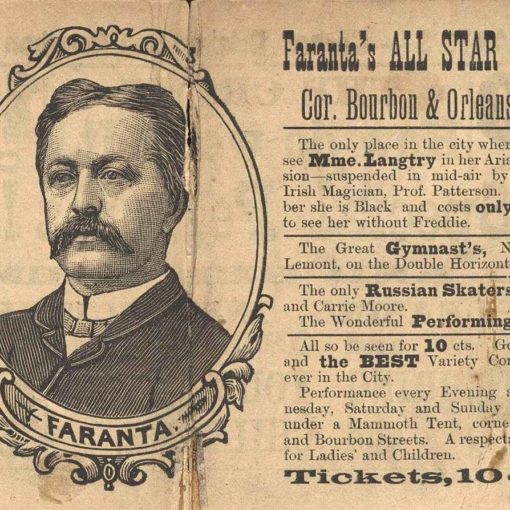 FARANTA.
Faranta's ALL STAR
Cor. Bourbon & Orleans
The only place in the city wher
see Mme. Langtry in her Aria
sion—suspended in mid-air by
Irish Magician, Prof. Patterson.
ber she is Black and costs only
to see her without Freddie.
The Great Gymnast's, N
Lemont, on the Double Horizont
The only Russian Skaters
and Carrie Moore.
The Wonderful Performing
All so be seen for 10 cts. Go
and the BEST Variety Con
ever in the City.
Performance every Evening a
nesday, Saturday and Sunday
under a Mammoth Tent, corne
and Bourbon Streets. A respecta
for Ladies' and Children.
Tickets, 10